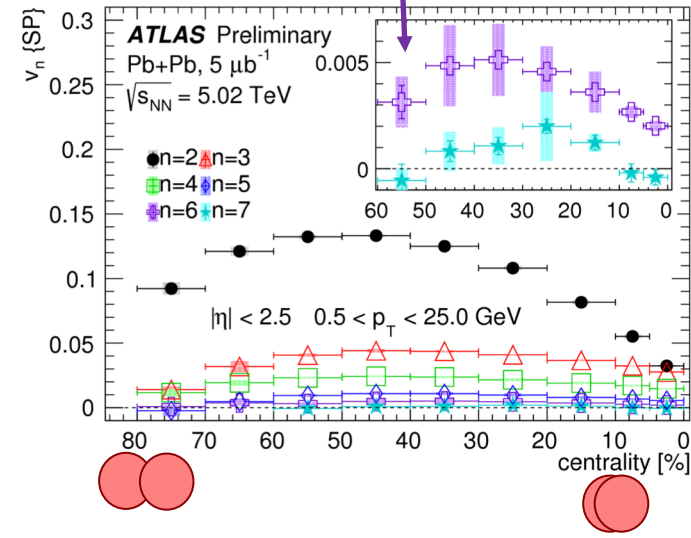 ATLAS Preliminary
Pb+Pb, 5 μb⁻¹
√sNN = 5.02 TeV
n=2 n=3
n=4 n=5
n=6 n=7
|η| < 2.5 0.5 < pT < 25.0 GeV
vn {SP}
0.3
0.25
0.2
0.15
0.1
0.05
0
80 70 60 50 40 30 20 10 0
centrality [%]
0.005
0
60 50 40 30 20 10 0